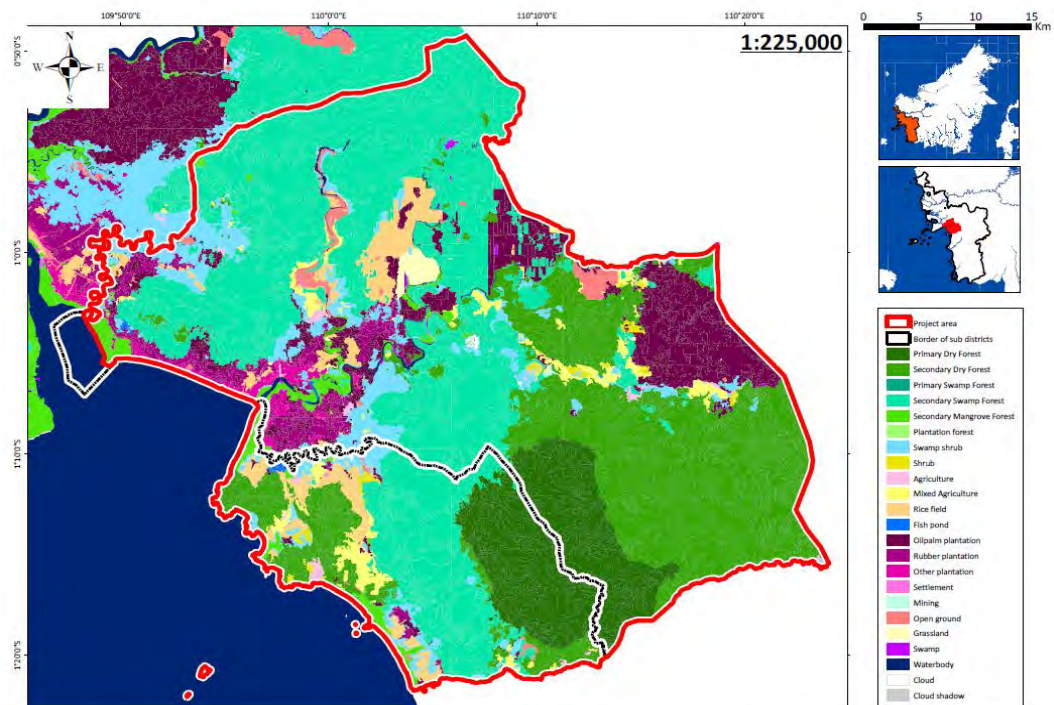 109°50'0"E
110°0'0"E
110°10'0"E
110°20'0"E
0 5 10 15
Km
1:225,000
N
W E
S
0°50'0"S
1°0'0"S
1°10'0"S
1°20'0"S
Project area
Border of sub districts
Primary Dry Forest
Secondary Dry Forest
Primary Swamp Forest
Secondary Swamp Forest
Secondary Mangrove Forest
Plantation forest
Swamp shrub
Shrub
Agriculture
Mixed Agriculture
Rice field
Fish pond
Oilpalm plantation
Rubber plantation
Other plantation
Settlement
Mining
Open ground
Grassland
Swamp
Waterbody
Cloud
Cloud shadow